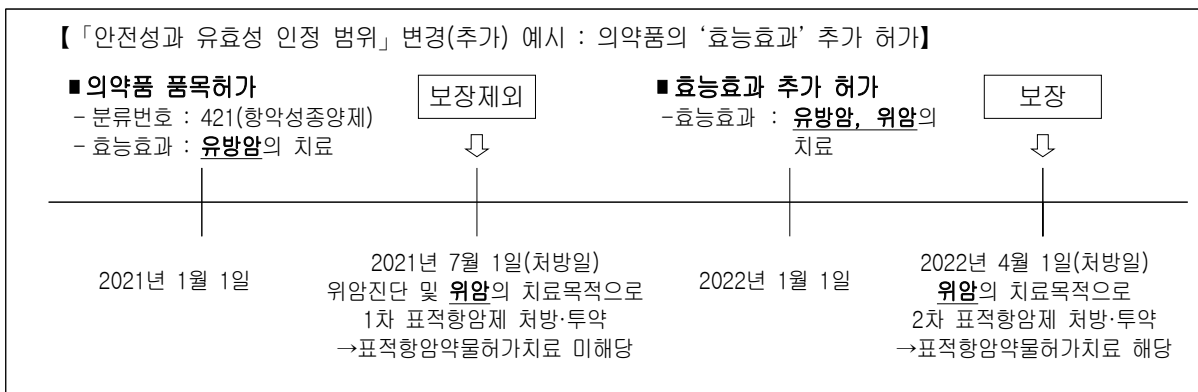 【「안전성과 유효성 인정 범위」 변경(추가) 예시 : 의약품의 ‘효능효과’ 추가 허가】
■ 의약품 품목허가
- 분류번호 : 421(항악성종양제)
- 효능효과 : 유방암의 치료
보장제외
■ 효능효과 추가 허가
-효능효과 : 유방암, 위암의
치료
보장
2021년 1월 1일
2021년 7월 1일(처방일)
위암진단 및 위암의 치료목적으로
1차 표적항암제 처방·투약
→표적항암약물허가치료 미해당
2022년 1월 1일
2022년 4월 1일(처방일)
위암의 치료목적으로
2차 표적항암제 처방·투약
→표적항암약물허가치료 해당